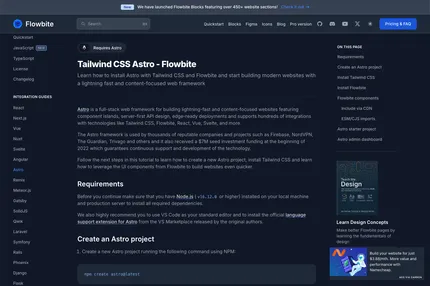 New We have launched Flowbite Blocks featuring over 450+ website sections! Check it out
Flowbite
Search
Quickstart Blocks Figma Icons Blog Pro version
Pricing & FAQ
Quickstart
JavaScript
TypeScript
License
Changelog
INTEGRATION GUIDES
React
Next.js
Vue
Nuxt
Svelte
Angular
Astro
Remix
Meteor.js
Gatsby
SolidJS
Qwik
Laravel
Symfony
Rails
Phoenix
Django
Flask
Requires Astro
Tailwind CSS Astro - Flowbite
Learn how to install Astro with Tailwind CSS and Flowbite and start building modern websites with
a lightning fast and content-focused web framework
Astro is a full-stack web framework for building lightning-fast and content-focused websites featuring
component islands, server-first API design, edge-ready deployments and supports hundreds of integrations
with technologies like Tailwind CSS, Flowbite, React, Vue, Svelte, and more.
The Astro framework is used by thousands of reputable companies and projects such as Firebase, NordVPN,
The Guardian, Trivago and others and it also received a $7M seed investment funding at the beginning of
2022 which guarantees continuous support and development of the technology.
Follow the next steps in this tutorial to learn how to create a new Astro project, install Tailwind CSS and learn
how to leverage the UI components from Flowbite to build websites even quicker.
Requirements
Before you continue make sure that you have Node.js (v16.12.0 or higher) installed on your local machine
and production server to install all required dependencies.
We also highly recommend you to use VS Code as your standard editor and to install the official language
support extension for Astro from the VS Market released by the original authors.
Create an Astro project
1. Create a new Astro project running the following command using NPM:
npm create astro@latest
ON THIS PAGE
Requirements
Create an Astro project
Install Tailwind CSS
Install Flowbite
Flowbite components
Include via CDN
ESM/CJS imports
Astro starter project
Astro admin dashboard
Design
Learn Design Concepts
Make better Flowbite pages by
learning the fundamentals of
design.
Build your website for just
$3.88/mth. More value and
performance with
Namecheap.
ADS VIA CARBON